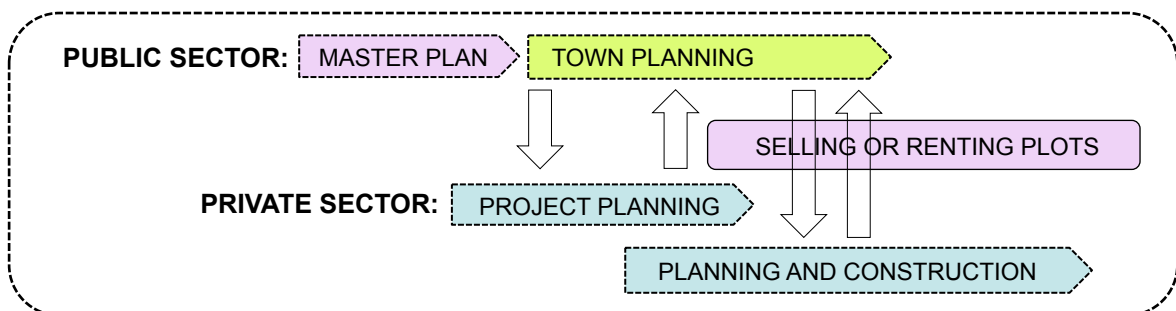 PUBLIC SECTOR: MASTER PLAN TOWN PLANNING
SELLING OR RENTING PLOTS
PRIVATE SECTOR: PROJECT PLANNING
PLANNING AND CONSTRUCTION